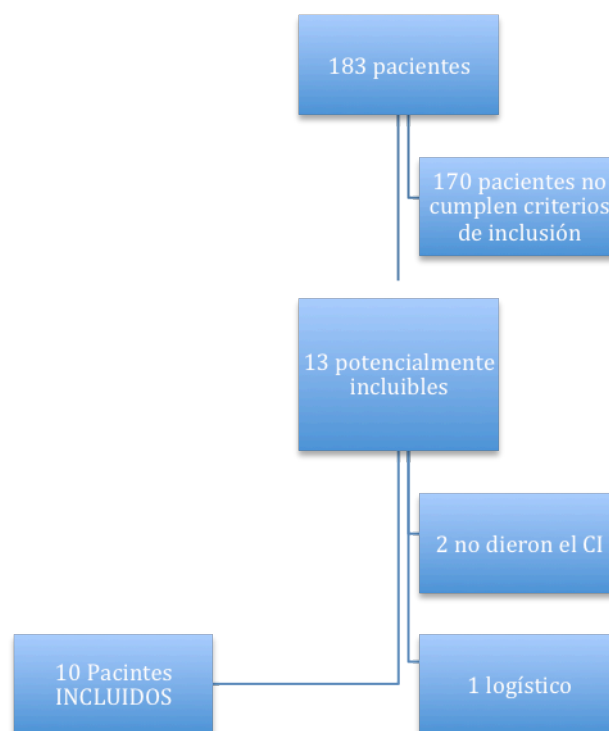 183 pacientes
170 pacientes no
cumplen criterios
de inclusión
13 potencialmente
incluibles
2 no dieron el CI
10 Pacintes
INCLUIDOS
1 logístico